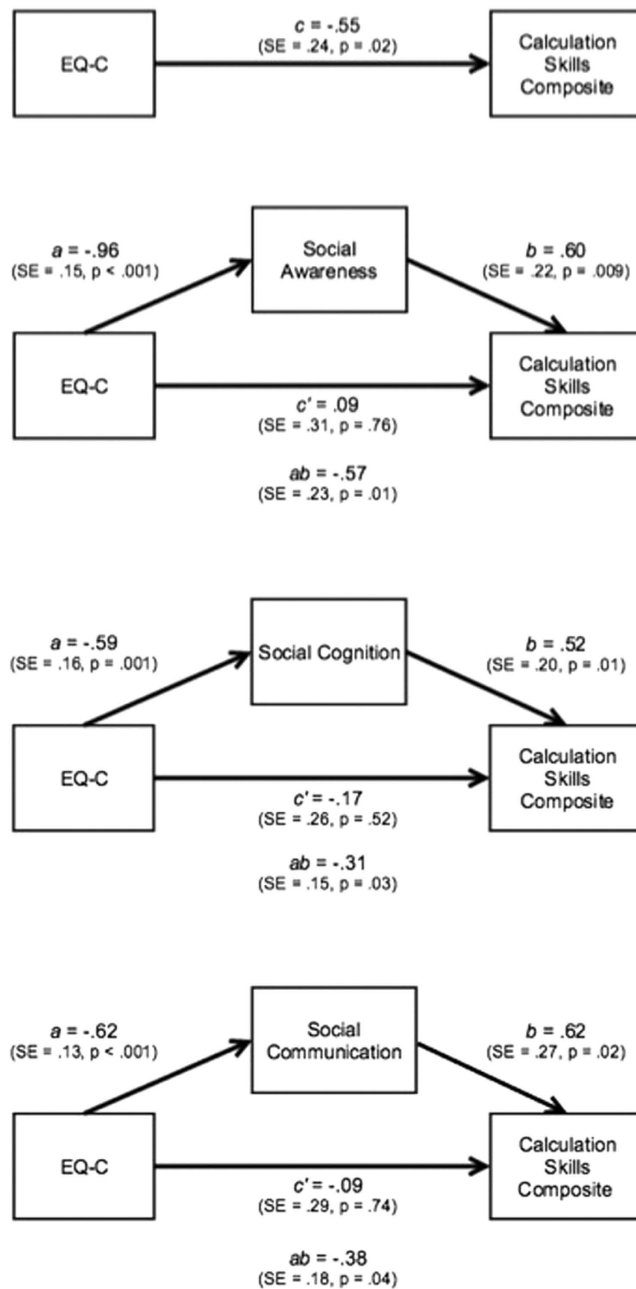 c = -.55
(SE = .24, p = .02)
EQ-C
Calculation
Skills
Composite
a = -.96
(SE = .15, p < .001)
Social
Awareness
b = .60
(SE = .22, p = .009)
EQ-C
Calculation
Skills
Composite
c' = .09
(SE = .31, p = .76)
ab = -.57
(SE = .23, p = .01)
a = -.59
(SE = .16, p = .001)
Social Cognition
b = .52
(SE = .20, p = .01)
EQ-C
Calculation
Skills
Composite
c' = -.17
(SE = .26, p = .52)
ab = -.31
(SE = .15, p = .03)
a = -.62
(SE = .13, p < .001)
Social
Communication
b = .62
(SE = .27, p = .02)
EQ-C
Calculation
Skills
Composite
c' = -.09
(SE = .29, p = .74)
ab = -.38
(SE = .18, p = .04)